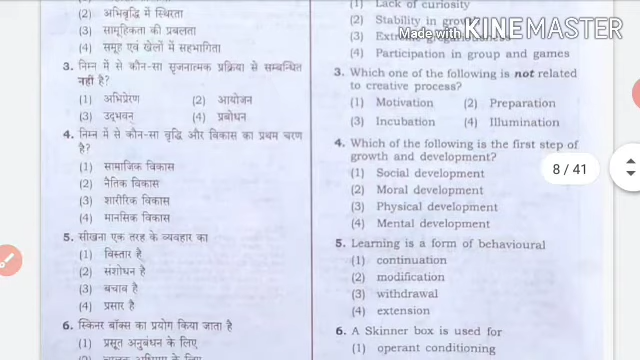 (2) अभिवृद्धि में स्थिरता
(3) सामूहिकता की प्रबलता
(4) समूह एवं खेलों में सहभागिता
3. निम्न में से कौन-सा सृजनात्मक प्रक्रिया से सम्बन्धित
नहीं है?
(1) अभिप्रेरण (2) आयोजन
(3) उद्भवन (4) प्रबोधन
4. निम्न में से कौन-सा वृद्धि और विकास का प्रथम चरण
है?
(1) सामाजिक विकास
(2) नैतिक विकास
(3) शारीरिक विकास
(4) मानसिक विकास
5. सीखना एक तरह के व्यवहार का
(1) विस्तार है
(2) संशोधन है
(3) बचाव है
(4) प्रसार है
6. स्किनर बॉक्स का प्रयोग किया जाता है
(1) प्रसूत अनुबंधन के लिए
(1) Lack of curiosity
(2) Stability in
(3)
(4) Participation in group and games
3. Which one of the following is not related
to creative process?
(1) Motivation (2) Preparation
(3) Incubation (4) Illumination
4. Which of the following is the first step of
growth and development?
(1) Social development
(2) Moral development
(3) Physical development
(4) Mental development
5. Learning is a form of behavioural
(1) continuation
(2) modification
(3) withdrawal
(4) extension
6. A Skinner box is used for
(1) operant conditioning
Made with KINEMASTER
8 / 41